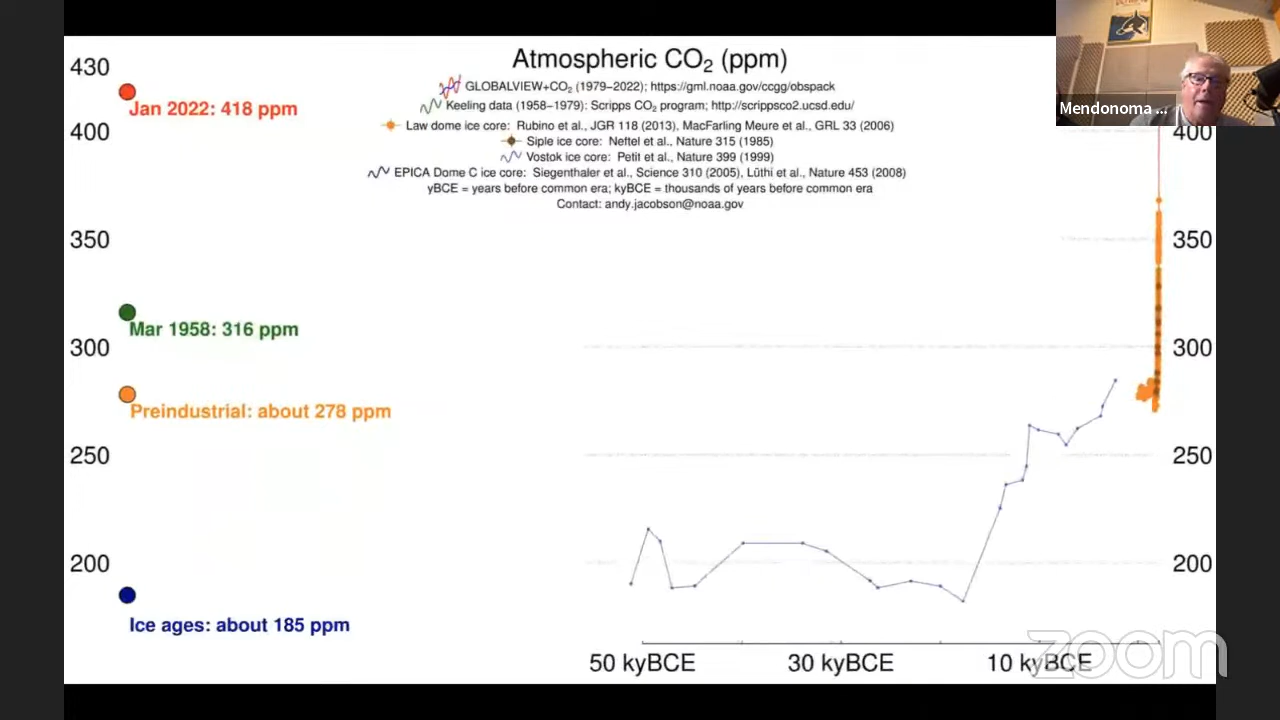 Atmospheric CO₂ (ppm)
GLOBALVIEW+CO₂ (1979–2022); https://gml.noaa.gov/ccgg/obspack
Keeling data (1958–1979): Scripps CO₂ program; http://scrippsco2.ucsd.edu/
Law dome ice core: Rubino et al., JGR 118 (2013), MacFarling Meure et al., GRL 33 (2006)
Siple ice core: Neftel et al., Nature 315 (1985)
Vostok ice core: Petit et al., Nature 399 (1999)
EPICA Dome C ice core: Siegenthaler et al., Science 310 (2005), Lüthi et al., Nature 453 (2008)
yBCE = years before common era; kyBCE = thousands of years before common era
Contact: andy.jacobson@noaa.gov
Mendonoma ...
430
Jan 2022: 418 ppm
400
400
350
350
Mar 1958: 316 ppm
300
300
Preindustrial: about 278 ppm
250
250
200
200
Ice ages: about 185 ppm
50 kyBCE
30 kyBCE
10 kyBCE
zoom